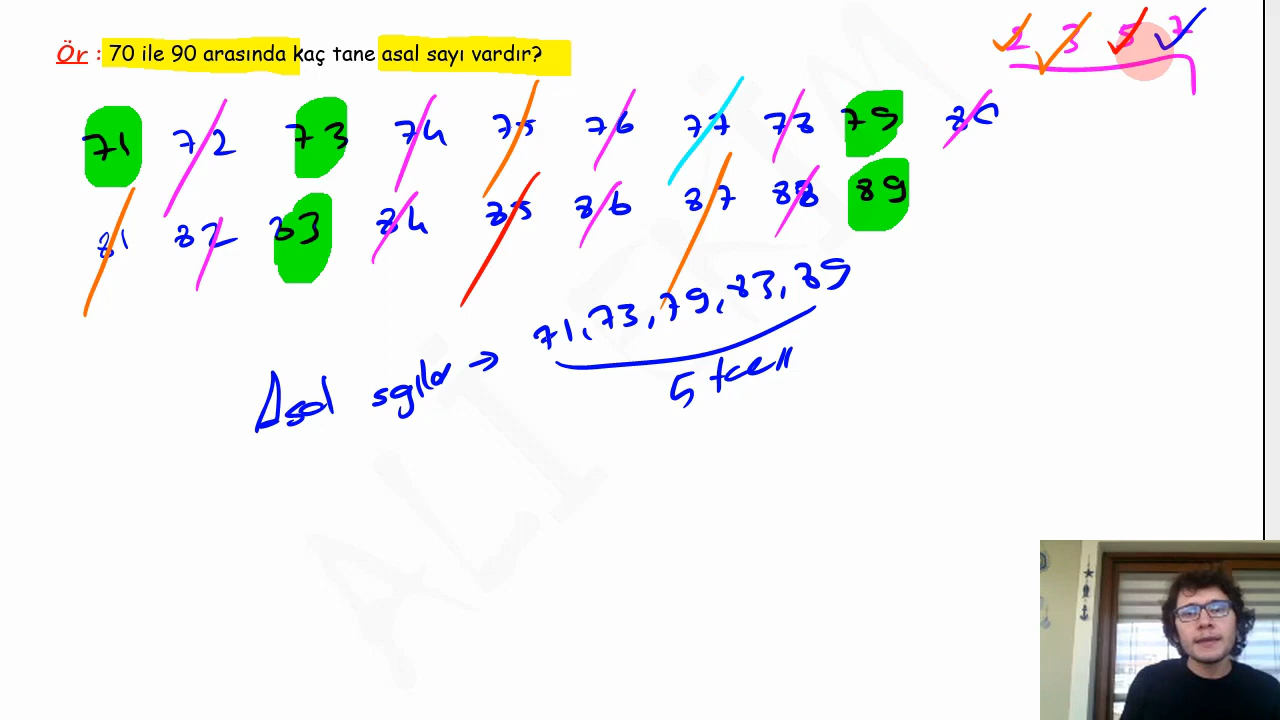 Ör : 70 ile 90 arasında kaç tane asal sayı vardır?
2 3 5 7
71 72 73 74 75 76 77 78 79 80
81 82 83 84 85 86 87 88 89
Asal sayılar → 71, 73, 79, 83, 89
5 tane
ALİ EKİM